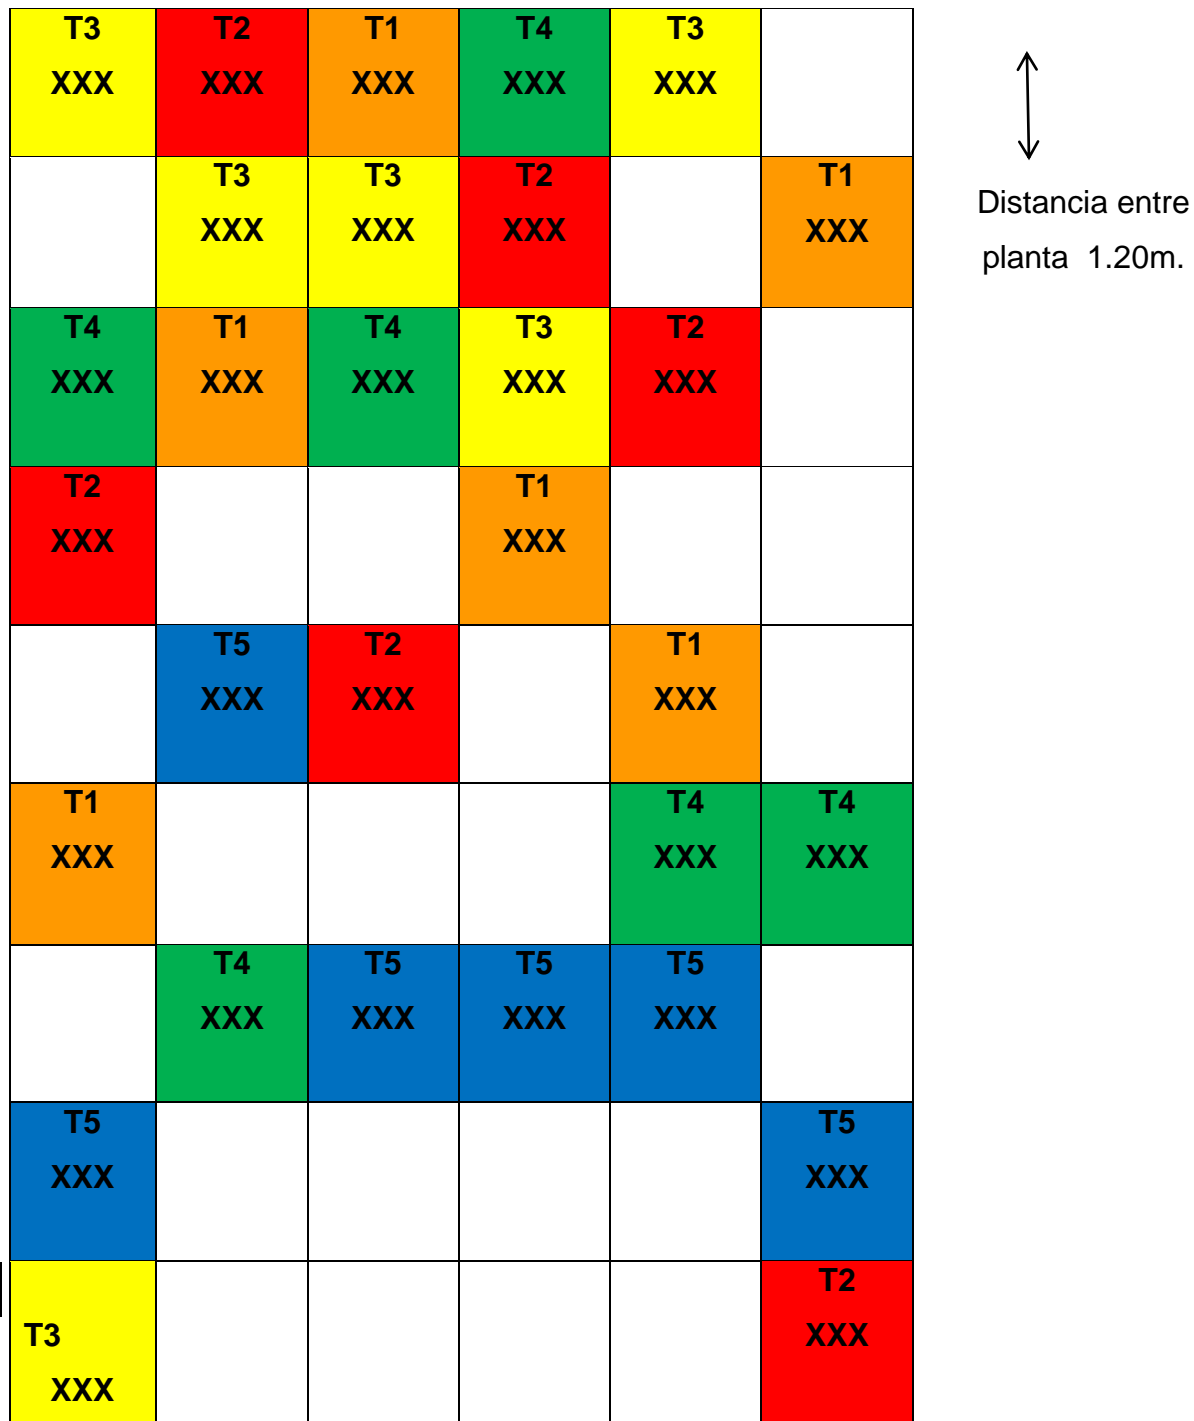 T3 T2 T1 T4 T3
XXX XXX XXX XXX XXX
T3 T3 T2 T1
XXX XXX XXX XXX
Distancia entre
planta 1.20m.
T4 T1 T4 T3 T2
XXX XXX XXX XXX XXX
T2 T1
XXX XXX
T5 T2 T1
XXX XXX XXX
T1 T4 T4
XXX XXX XXX
T4 T5 T5 T5
XXX XXX XXX XXX
T5 T5
XXX XXX
T2
T3 XXX
XXX